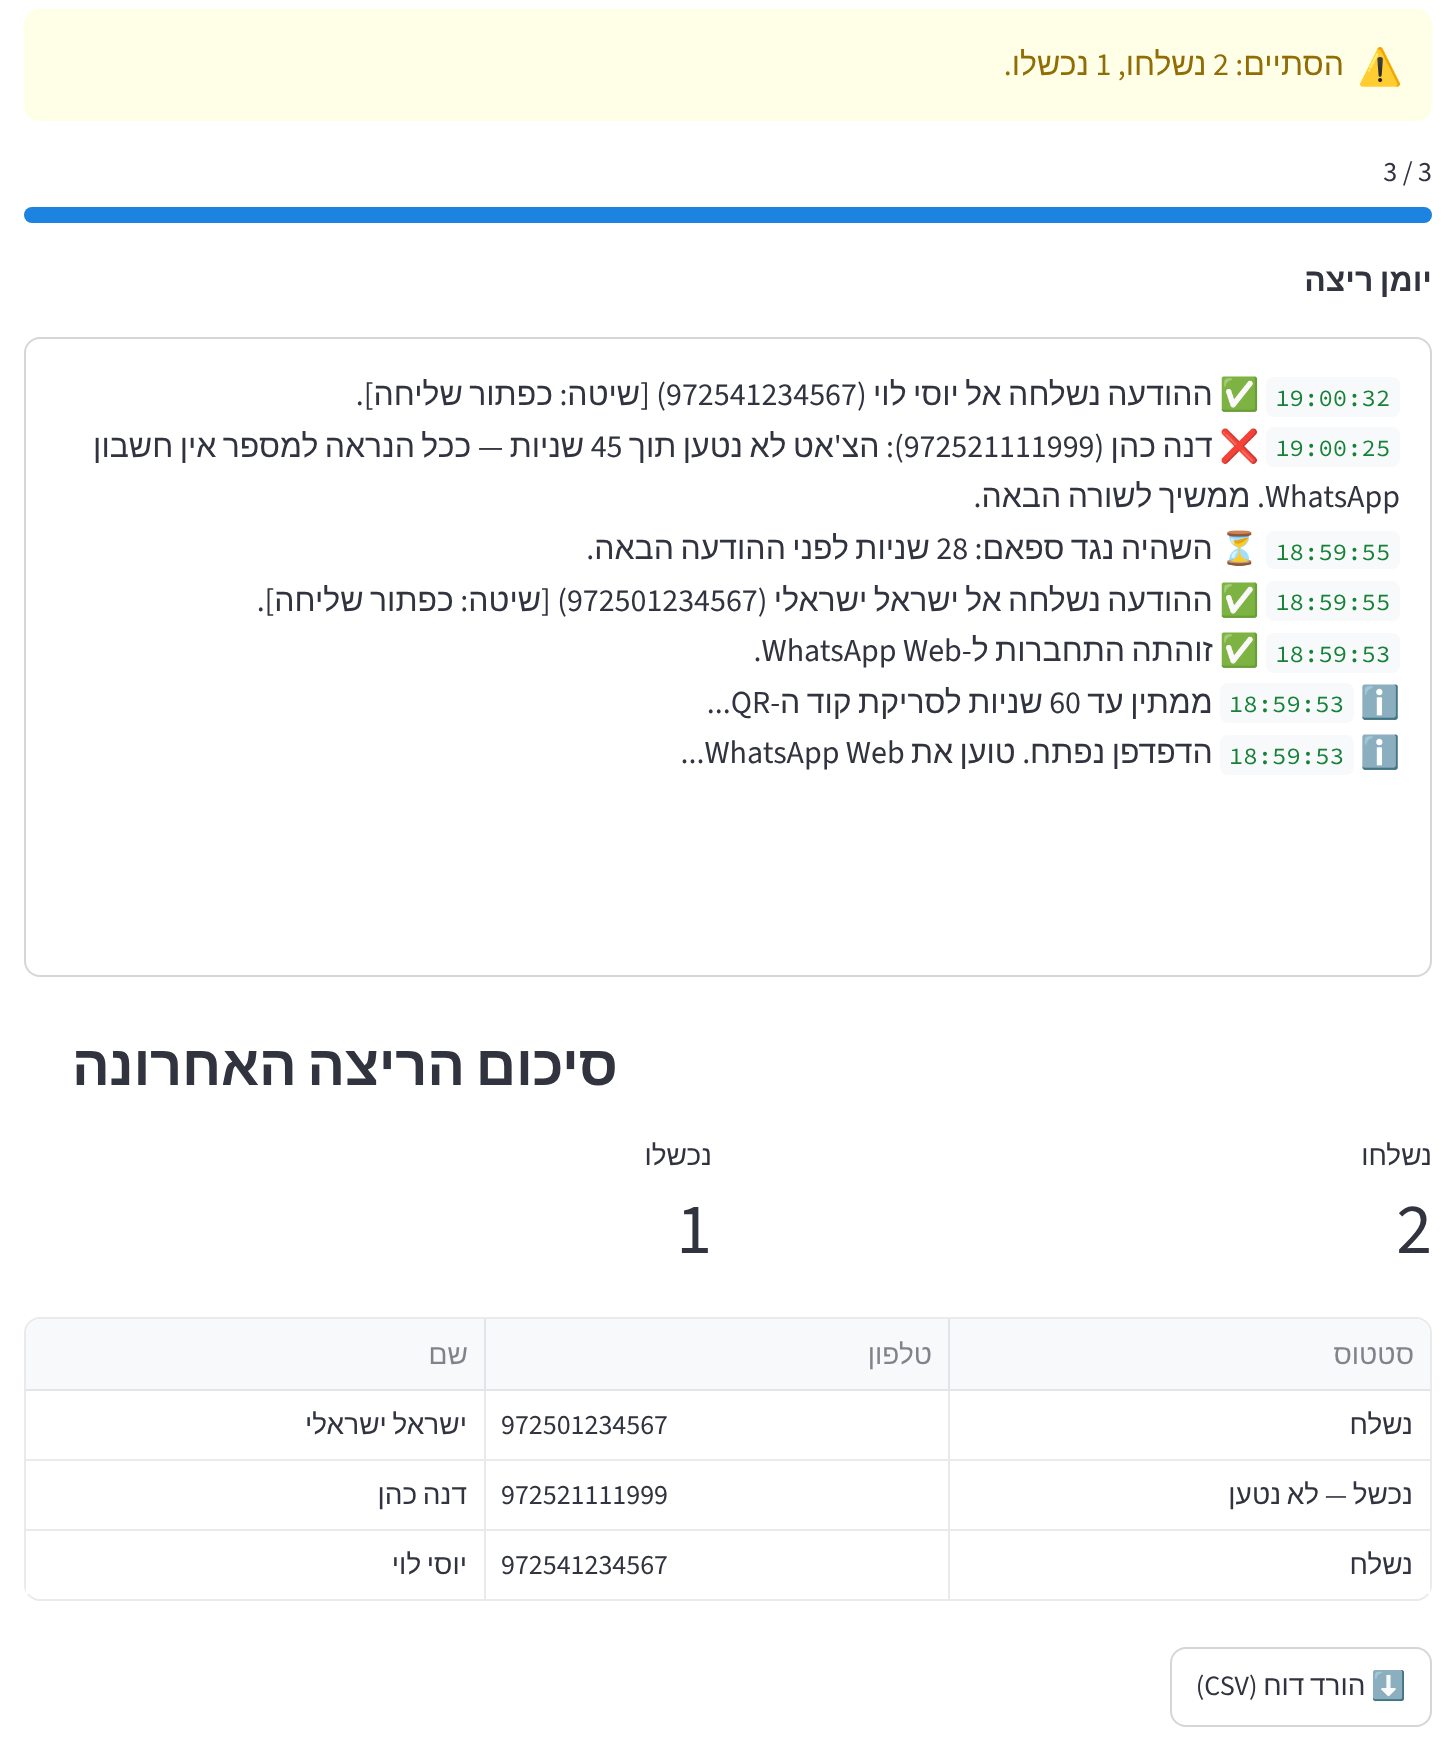 ⚠️ הסתיים: 2 נשלחו, 1 נכשלו.
3 / 3
יומן ריצה
19:00:32 ✅ ההודעה נשלחה אל יוסי לוי (972541234567) [שיטה: כפתור שליחה].
19:00:25 ❌ דנה כהן (972521111999): הצ'אט לא נטען תוך 45 שניות — ככל הנראה למספר אין חשבון
WhatsApp. ממשיך לשורה הבאה.
18:59:55 ⏳ השהיה נגד ספאם: 28 שניות לפני ההודעה הבאה.
18:59:55 ✅ ההודעה נשלחה אל ישראל ישראלי (972501234567) [שיטה: כפתור שליחה].
18:59:53 ✅ זוהתה התחברות ל-WhatsApp Web.
ℹ️ 18:59:53 ממתין עד 60 שניות לסריקת קוד ה-QR...
ℹ️ 18:59:53 הדפדפן נפתח. טוען את WhatsApp Web...
סיכום הריצה האחרונה
נשלחו נכשלו
2 1
סטטוס טלפון שם
נשלח 972501234567 ישראל ישראלי
נכשל — לא נטען 972521111999 דנה כהן
נשלח 972541234567 יוסי לוי
⬇️ הורד דוח (CSV)